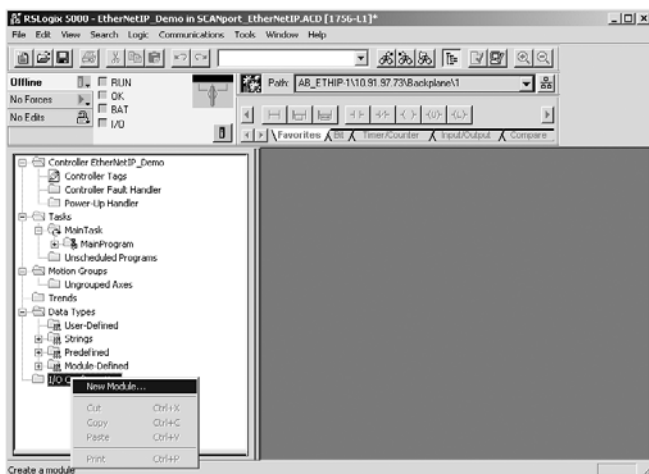 RSLogix 5000 - EtherNetIP_Demo in SCANport_EtherNetIP.ACD [1756-L1]*
File Edit View Search Logic Communications Tools Window Help
Offline RUN Path: AB_ETHIP-1\10.91.97.73\Backplane\1
No Forces OK
BAT
No Edits I/O
Favorites Bit Timer/Counter Input/Output Compare
Controller EtherNetIP_Demo
Controller Tags
Controller Fault Handler
Power-Up Handler
Tasks
MainTask
MainProgram
Unscheduled Programs
Motion Groups
Ungrouped Axes
Trends
Data Types
User-Defined
Strings
Predefined
Module-Defined
I/O
New Module...
Cut Ctrl+X
Copy Ctrl+C
Paste Ctrl+V
Print Ctrl+P
Create a module